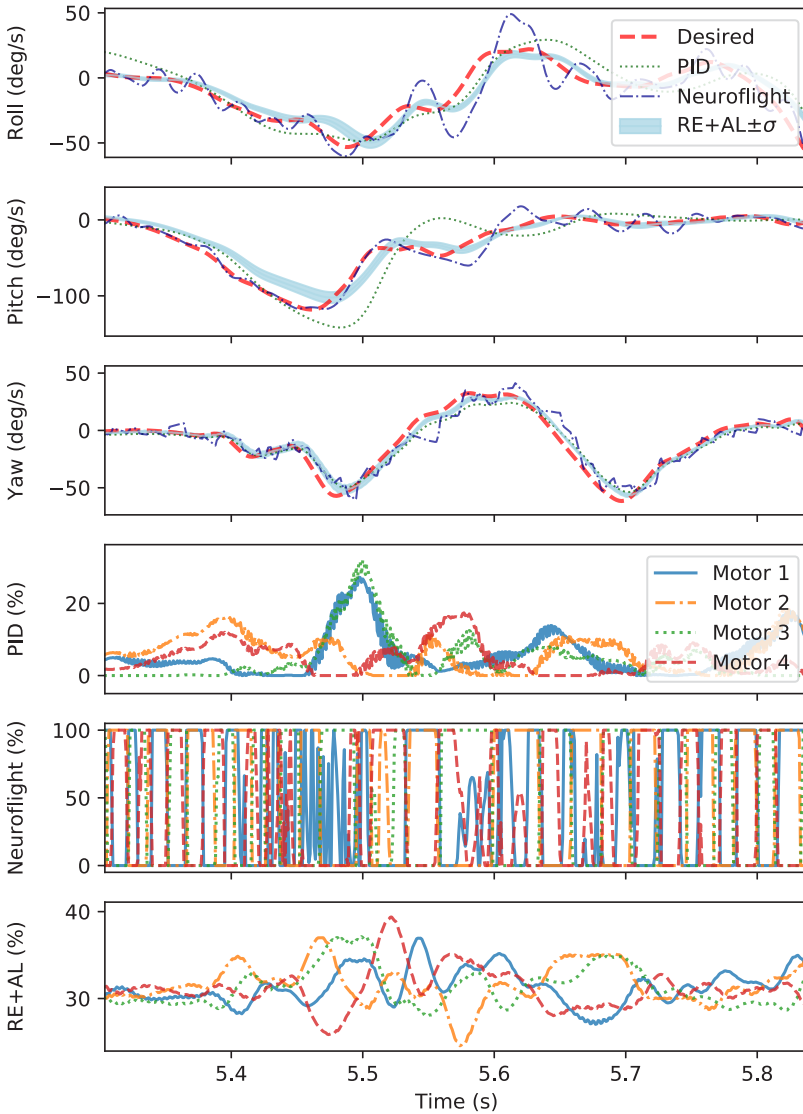 50
0
−50
Roll (deg/s)
Desired
PID
Neuroflight
RE+AL±σ
0
−100
Pitch (deg/s)
50
0
−50
Yaw (deg/s)
20
0
PID (%)
Motor 1
Motor 2
Motor 3
Motor 4
100
50
0
Neuroflight (%)
40
30
RE+AL (%)
5.4 5.5 5.6 5.7 5.8
Time (s)